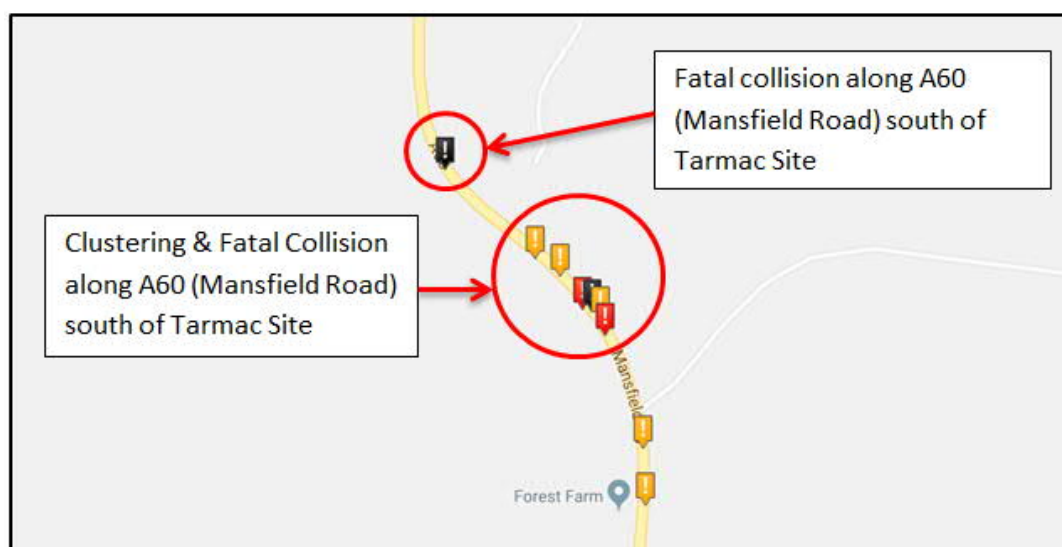 Fatal collision along A60
(Mansfield Road) south of
Tarmac Site
Clustering & Fatal Collision
along A60 (Mansfield Road)
south of Tarmac Site
Mansfield
Forest Farm